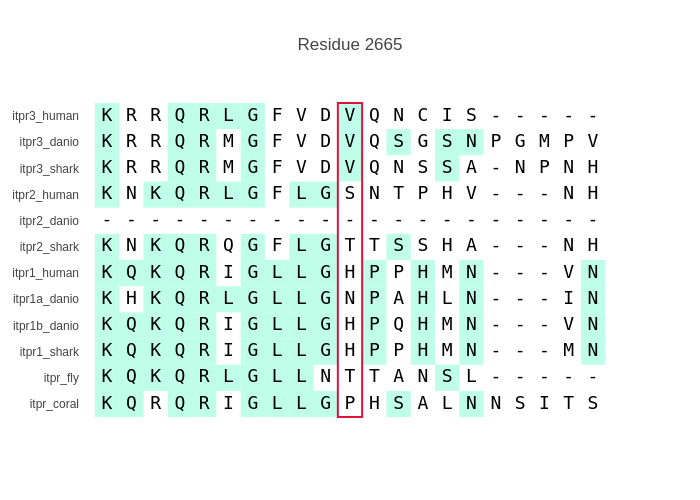 Residue 2665
itpr3_human K R R Q R L G F V D V Q N C I S - - - - -
itpr3_danio K R R Q R M G F V D V Q S G S N P G M P V
itpr3_shark K R R Q R M G F V D V Q N S S A - N P N H
itpr2_human K N K Q R L G F L G S N T P H V - - - N H
itpr2_danio - - - - - - - - - - - - - - - - - - - - -
itpr2_shark K N K Q R Q G F L G T T S S H A - - - N H
itpr1_human K Q K Q R I G L L G H P P H M N - - - V N
itpr1a_danio K H K Q R L G L L G N P A H L N - - - I N
itpr1b_danio K Q K Q R I G L L G H P Q H M N - - - V N
itpr1_shark K Q K Q R I G L L G H P P H M N - - - M N
itpr_fly K Q K Q R L G L L N T T A N S L - - - - -
itpr_coral K Q R Q R I G L L G P H S A L N N S I T S